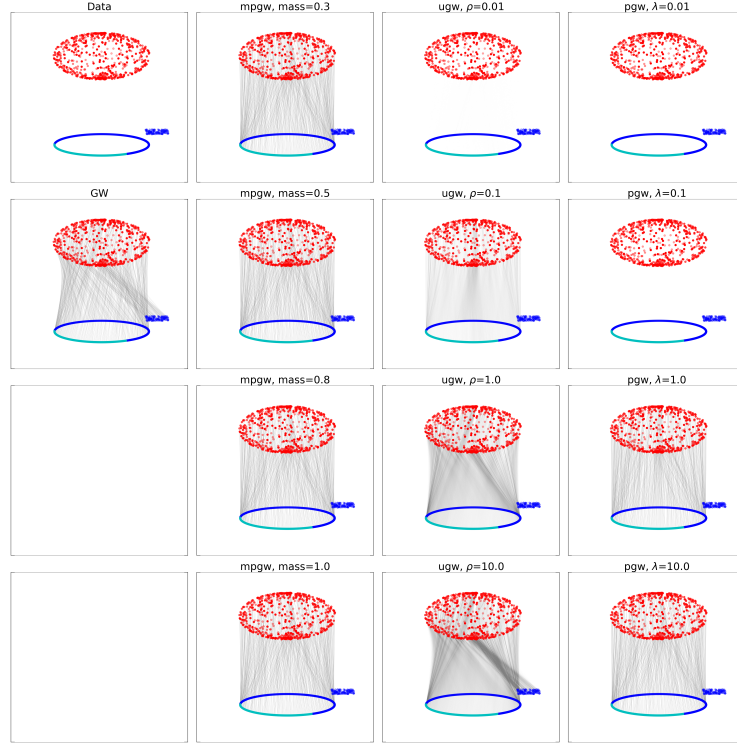 Data
mpgw, mass=0.3
ugw, ρ=0.01
pgw, λ=0.01
GW
mpgw, mass=0.5
ugw, ρ=0.1
pgw, λ=0.1
mpgw, mass=0.8
ugw, ρ=1.0
pgw, λ=1.0
mpgw, mass=1.0
ugw, ρ=10.0
pgw, λ=10.0